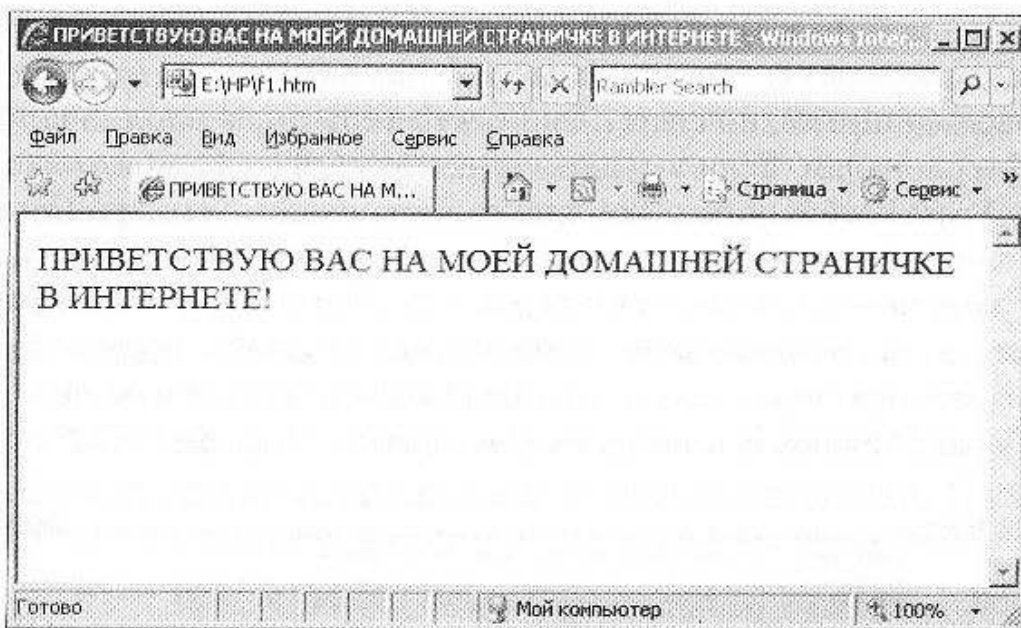 ПРИВЕТСТВУЮ ВАС НА МОЕЙ ДОМАШНЕЙ СТРАНИЧКЕ В ИНТЕРНЕТЕ - Windows Inter...
E:\HP\f1.htm Rambler Search
Файл Правка Вид Избранное Сервис Справка
ПРИВЕТСТВУЮ ВАС НА М... Страница Сервис »
ПРИВЕТСТВУЮ ВАС НА МОЕЙ ДОМАШНЕЙ СТРАНИЧКЕ
В ИНТЕРНЕТЕ!
Готово Мой компьютер 100%